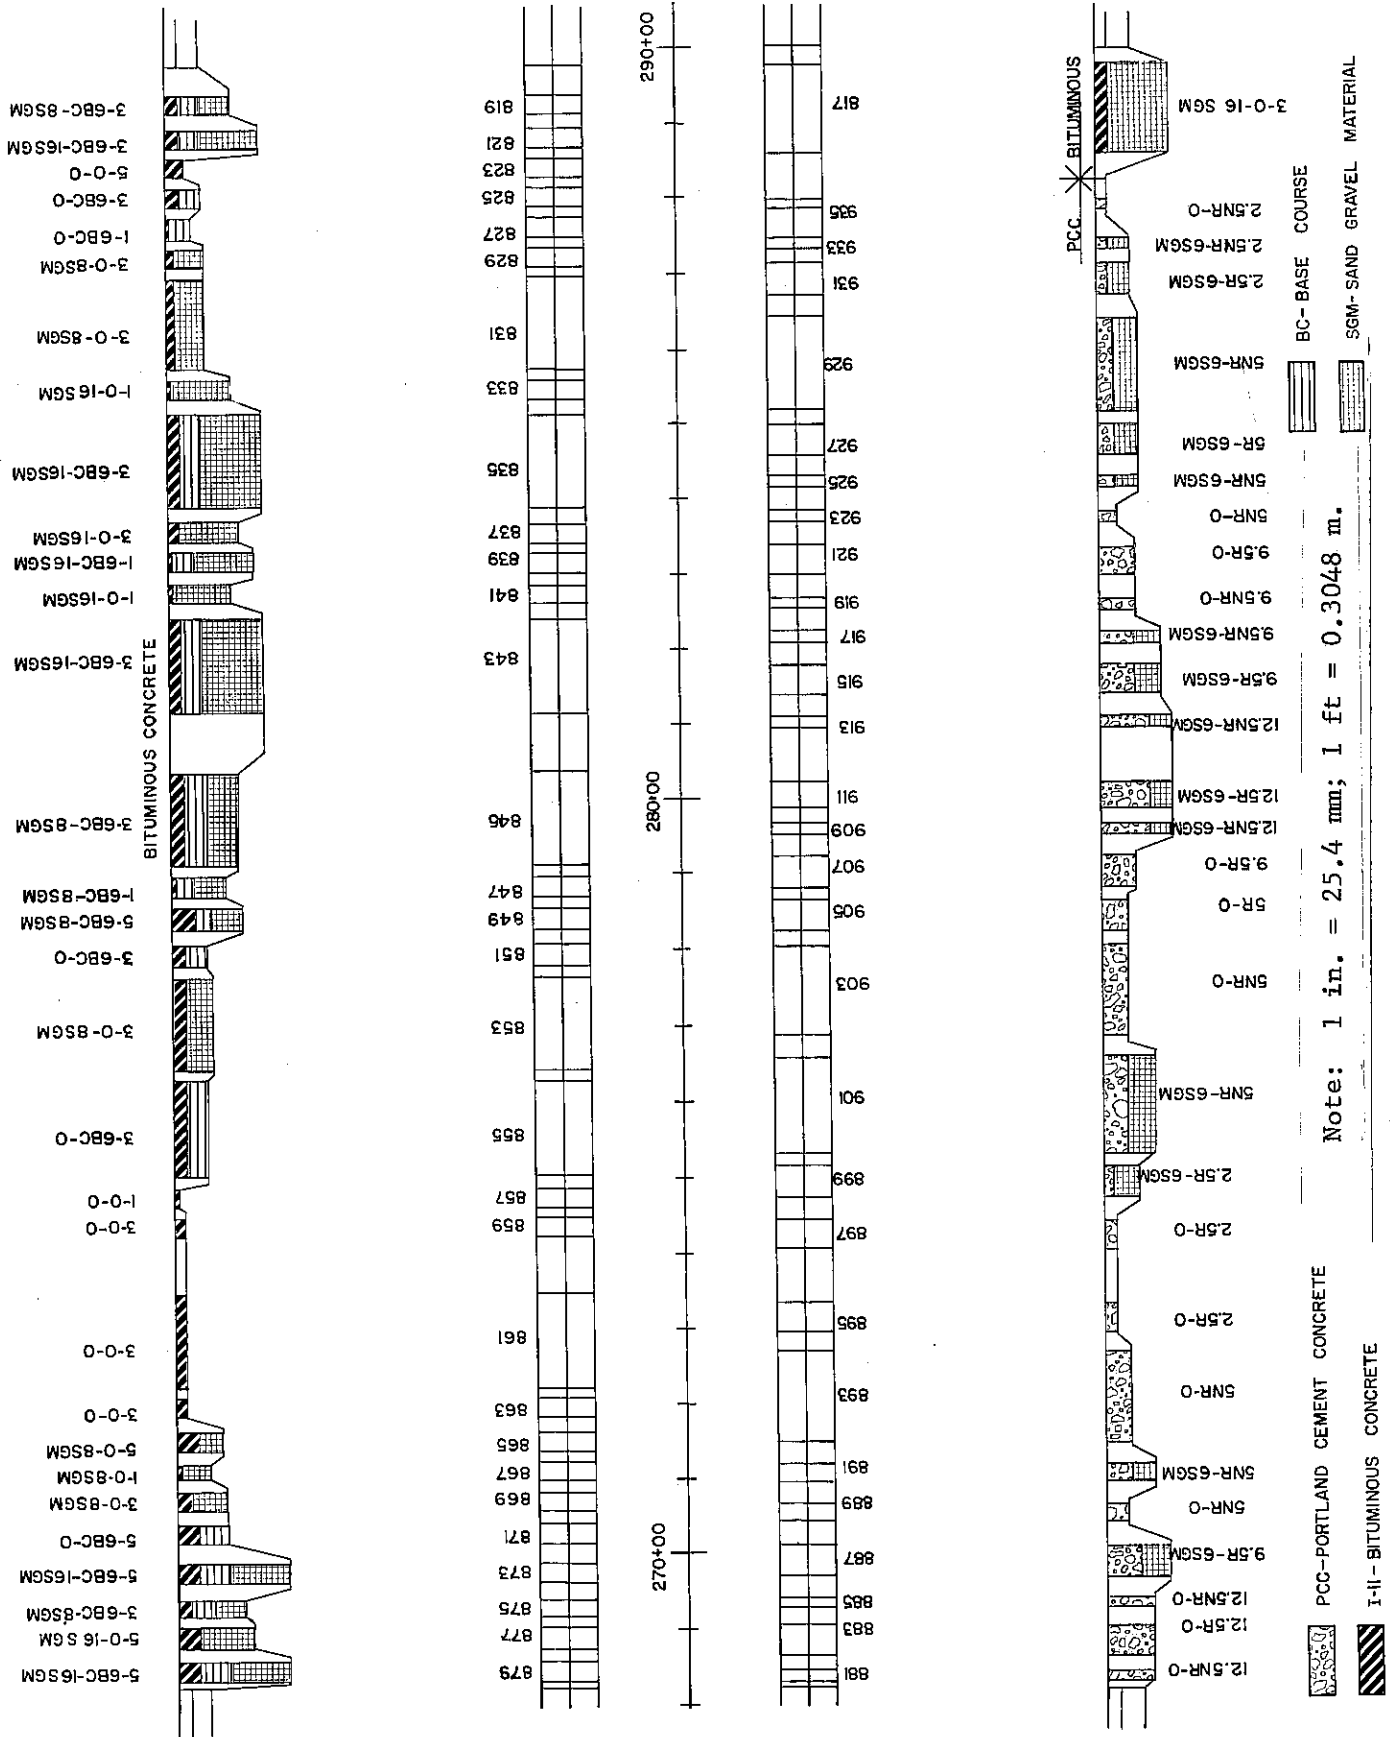 BITUMINOUS CONCRETE
3-6BC-8SGM
3-6BC-16SGM
5-0-0
3-6BC-0
1-6BC-0
3-0-8SGM
3-0-8SGM
1-0-16SGM
3-6BC-16SGM
3-0-16SGM
1-6BC-16SGM
1-0-16SGM
3-6BC-16SGM
3-6BC-8SGM
1-6BC-8SGM
5-6BC-8SGM
3-6BC-0
3-0-8SGM
3-6BC-0
1-0-0
3-0-0
3-0-0
3-0-0
5-0-8SGM
1-0-8SGM
3-0-8SGM
5-6BC-0
5-6BC-16SGM
3-6BC-8SGM
5-0-16 SGM
5-6BC-16SGM
819
821
823
825
827
829
831
833
835
837
839
841
843
845
847
849
851
853
855
857
859
861
863
865
867
869
871
873
875
877
879
290+00
280+00
270+00
817
935
933
931
929
927
925
923
921
919
917
915
913
911
909
907
905
903
901
899
897
895
893
891
889
887
885
883
881
PCC
BITUMINOUS
3-0-16 SGM
2.5NR-0
2.5NR-6SGM
2.5R-6SGM
5NR-6SGM
5R-6SGM
5NR-6SGM
5NR-0
9.5R-0
9.5NR-0
9.5NR-6SGM
9.5R-6SGM
12.5NR-6SGM
12.5R-6SGM
12.5NR-6SGM
9.5R-0
5R-0
5NR-0
5NR-6SGM
2.5R-6SGM
2.5R-0
2.5R-0
5NR-0
5NR-6SGM
5NR-0
9.5R-6SGM
12.5NR-0
12.5R-0
12.5NR-0
PCC-PORTLAND CEMENT CONCRETE
I-11-BITUMINOUS CONCRETE
BC-BASE COURSE
SGM-SAND GRAVEL MATERIAL
Note: 1 in. = 25.4 mm; 1 ft = 0.3048 m.